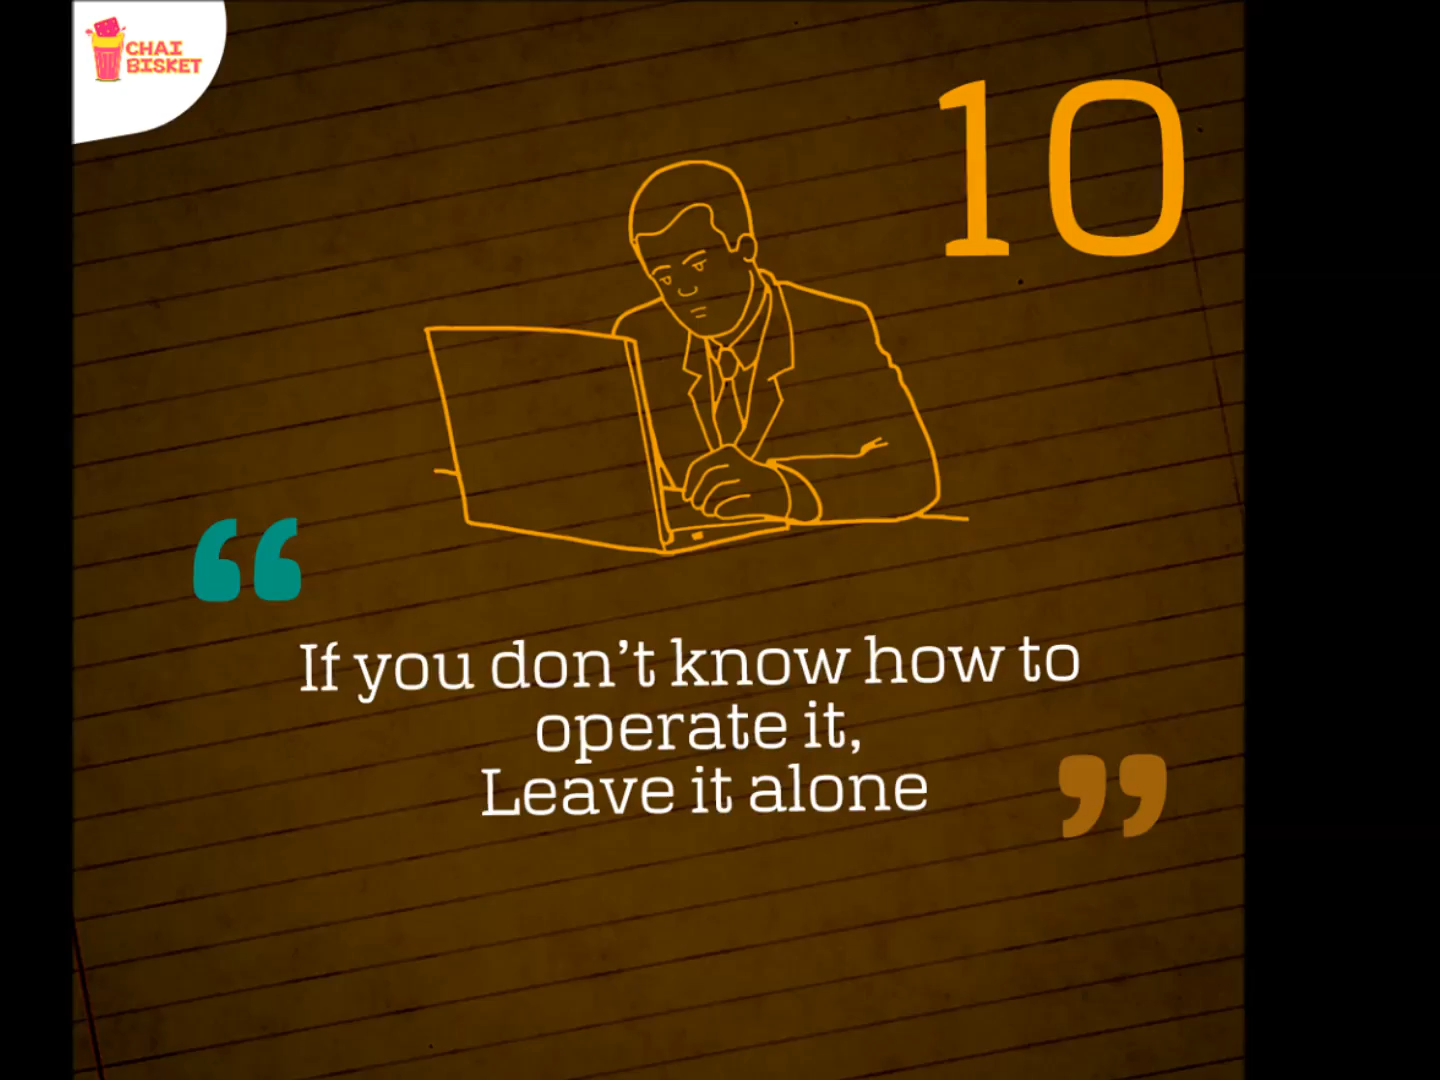 CHAI
BISKET
10
“
If you don’t know how to
operate it,
Leave it alone
”